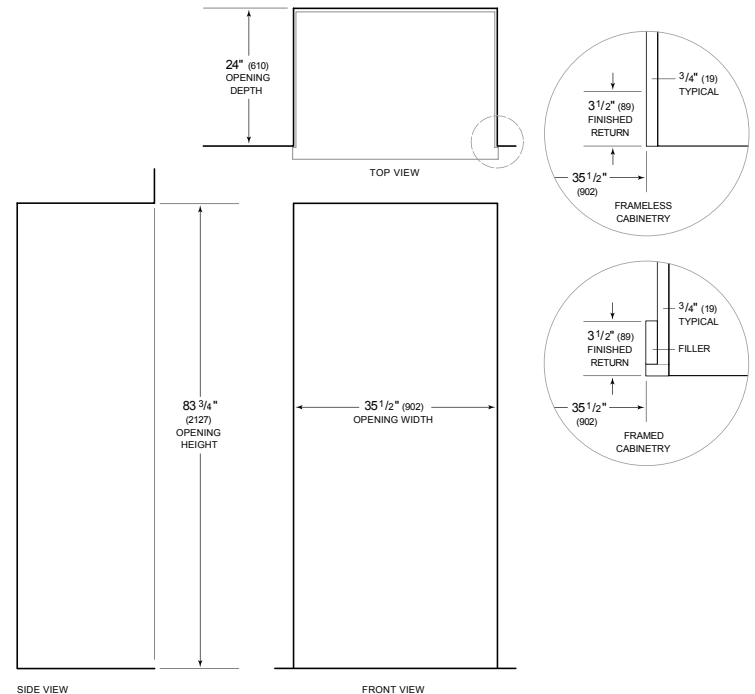 24" (610)
OPENING
DEPTH
TOP VIEW
3/4" (19)
TYPICAL
3 1/2" (89)
FINISHED
RETURN
35 1/2"
(902)
FRAMELESS
CABINETRY
3/4" (19)
TYPICAL
3 1/2" (89)
FINISHED
RETURN
FILLER
35 1/2"
(902)
FRAMED
CABINETRY
83 3/4"
(2127)
OPENING
HEIGHT
35 1/2" (902)
OPENING WIDTH
SIDE VIEW
FRONT VIEW